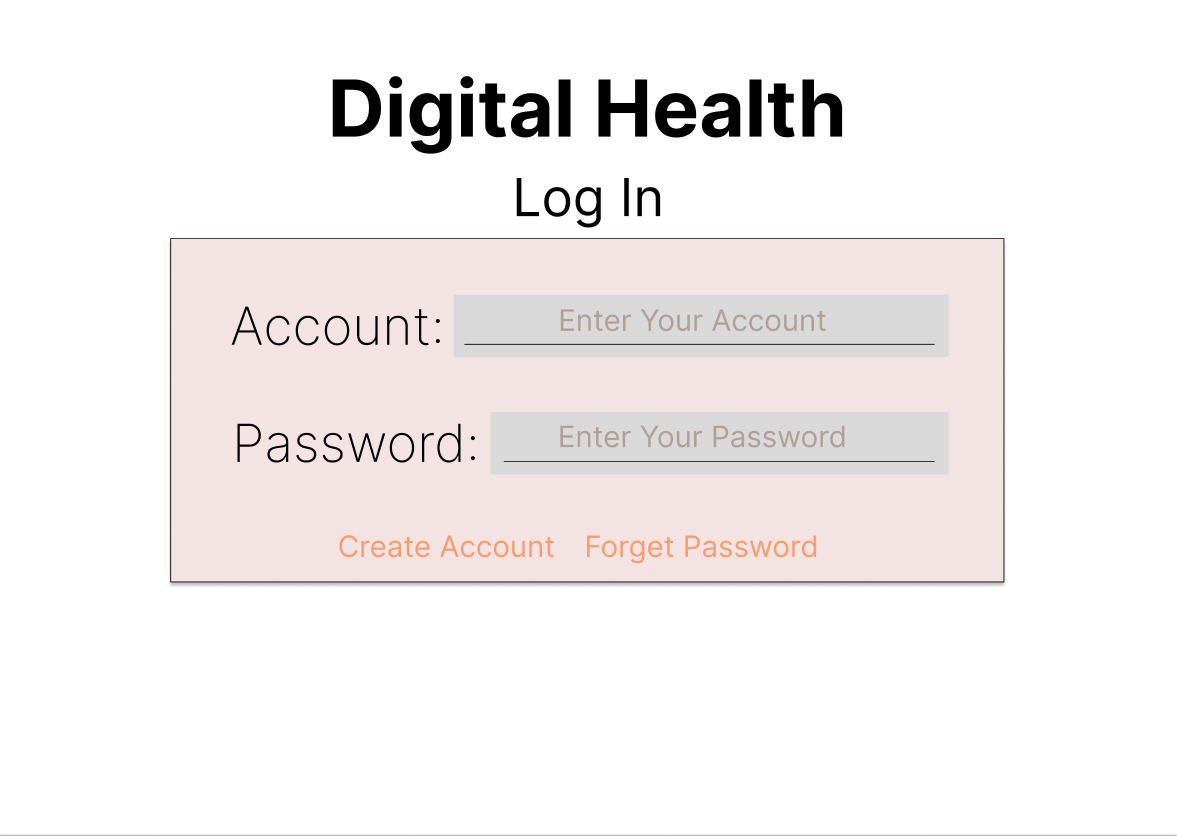 Digital Health
Log In
Account: Enter Your Account
Password: Enter Your Password
Create Account Forget Password